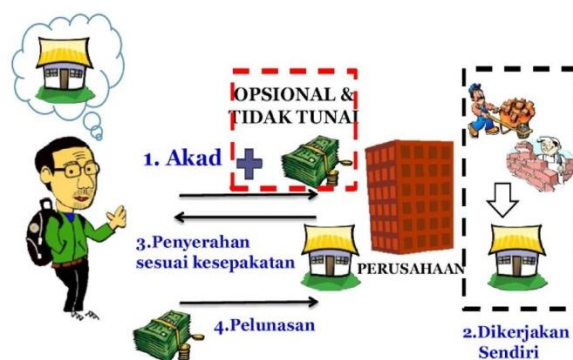 OPSIONAL &
TIDAK TUNAI
1. Akad
3.Penyerahan
sesuai kesepakatan
PERUSAHAAN
4.Pelunasan
2.Dikerjakan
Sendiri